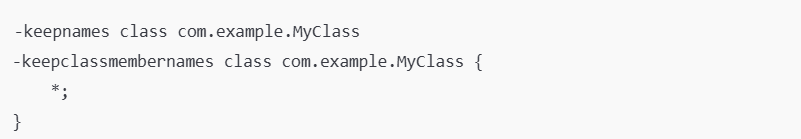 -keepnames class com.example.MyClass
-keepclassmembernames class com.example.MyClass {
    *;
}